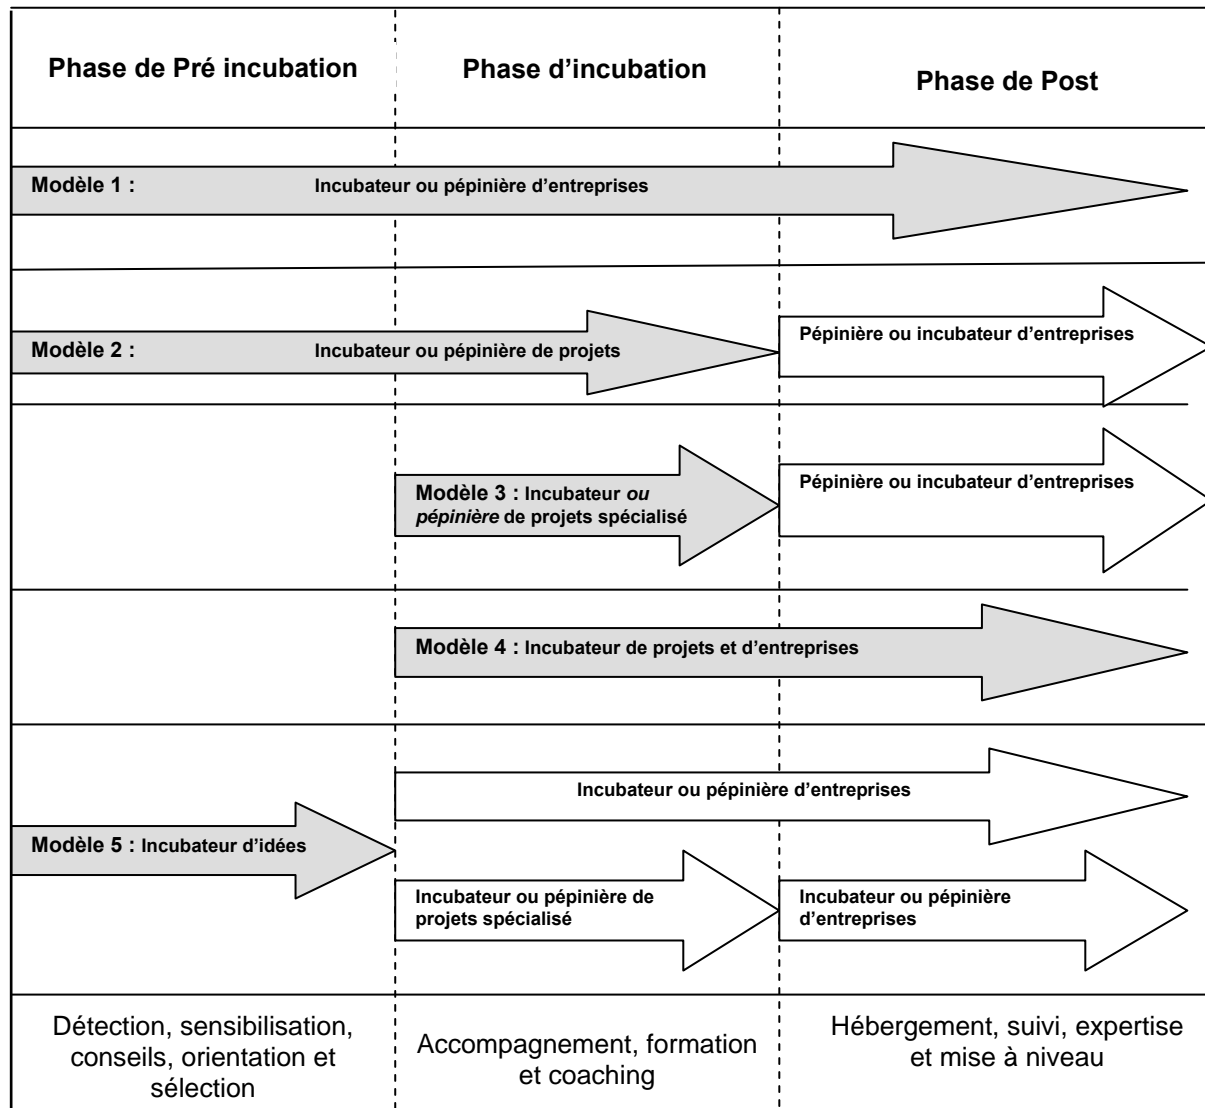 Phase de Pré incubation
Phase d’incubation
Phase de Post
Modèle 1 : Incubateur ou pépinière d’entreprises
Modèle 2 : Incubateur ou pépinière de projets
Pépinière ou incubateur d’entreprises
Modèle 3 : Incubateur ou
pépinière de projets spécialisé
Pépinière ou incubateur d’entreprises
Modèle 4 : Incubateur de projets et d’entreprises
Incubateur ou pépinière d’entreprises
Modèle 5 : Incubateur d’idées
Incubateur ou pépinière de
projets spécialisé
Incubateur ou pépinière
d’entreprises
Détection, sensibilisation,
conseils, orientation et
sélection
Accompagnement, formation
et coaching
Hébergement, suivi, expertise
et mise à niveau